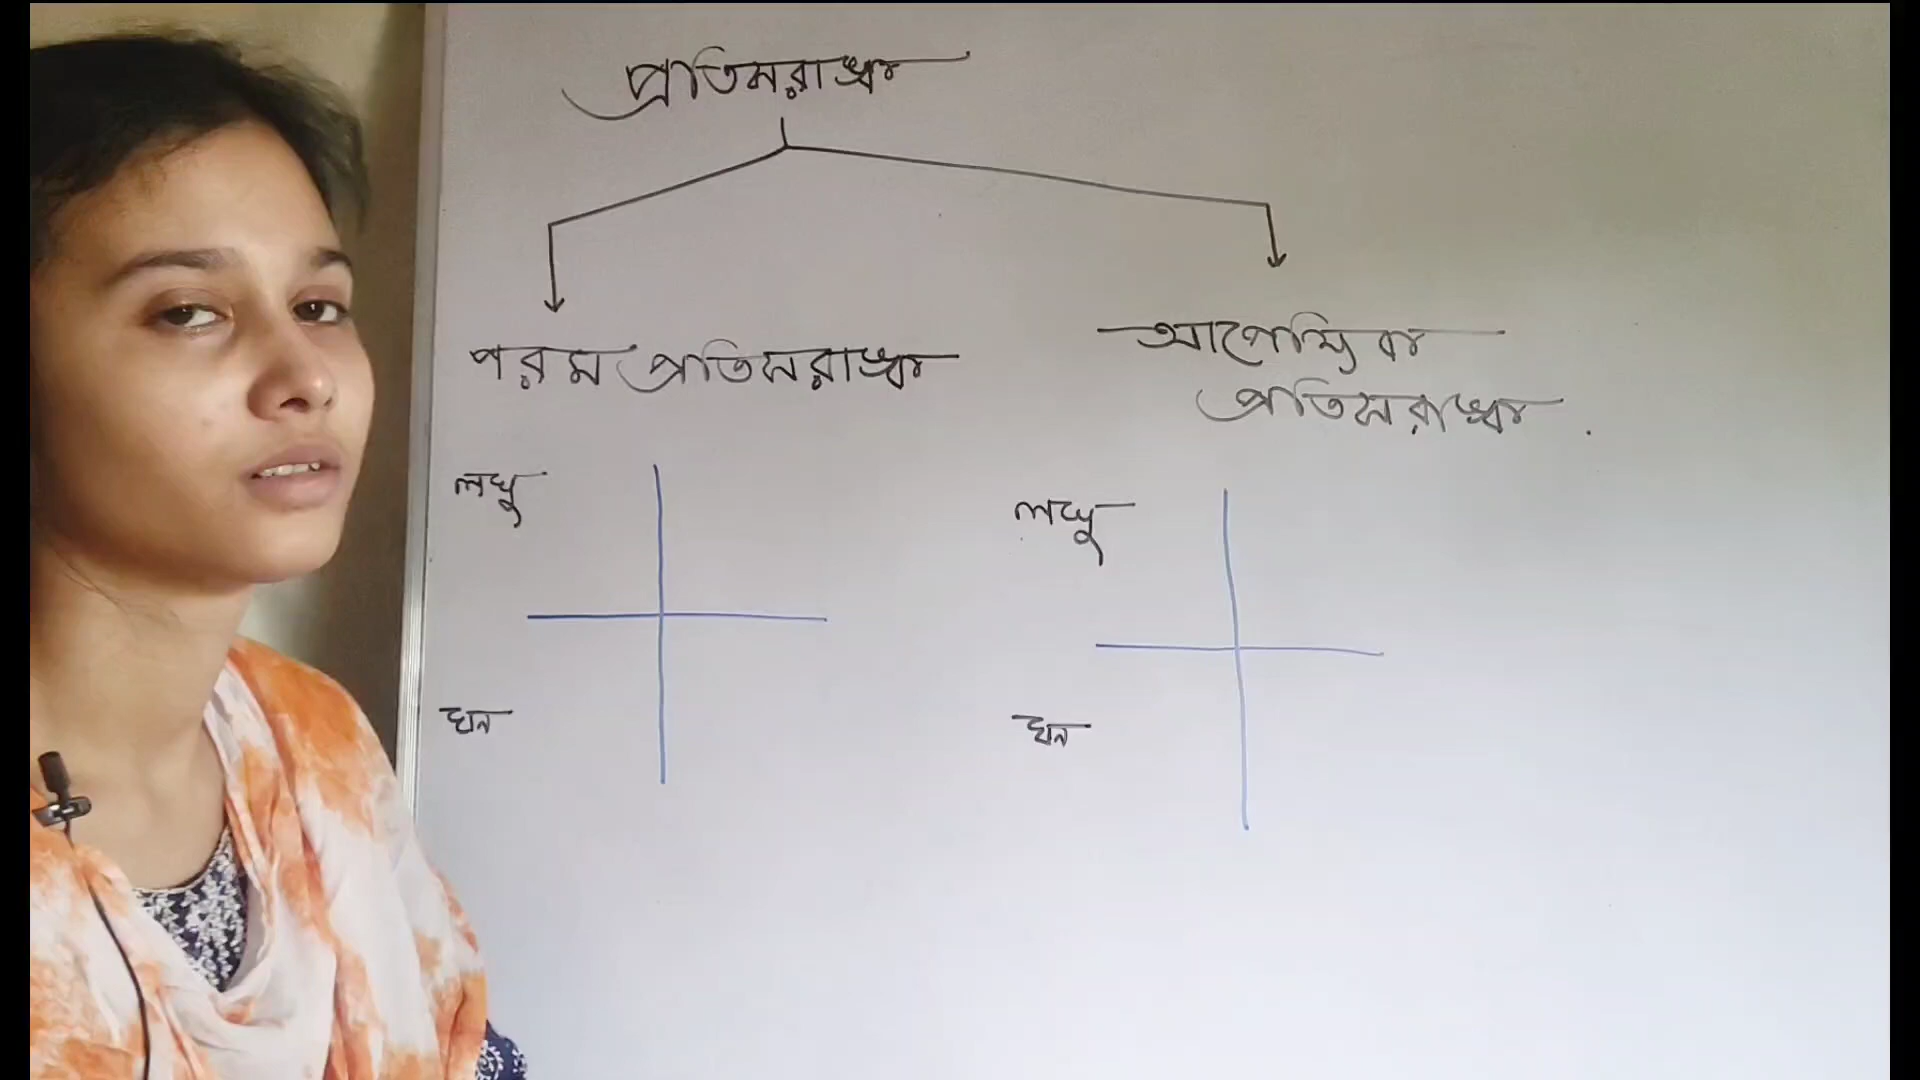 প্রতিসরাঙ্ক
পরম প্রতিসরাঙ্ক
আপেক্ষিক
প্রতিসরাঙ্ক
লঘু
ঘন
লঘু
ঘন